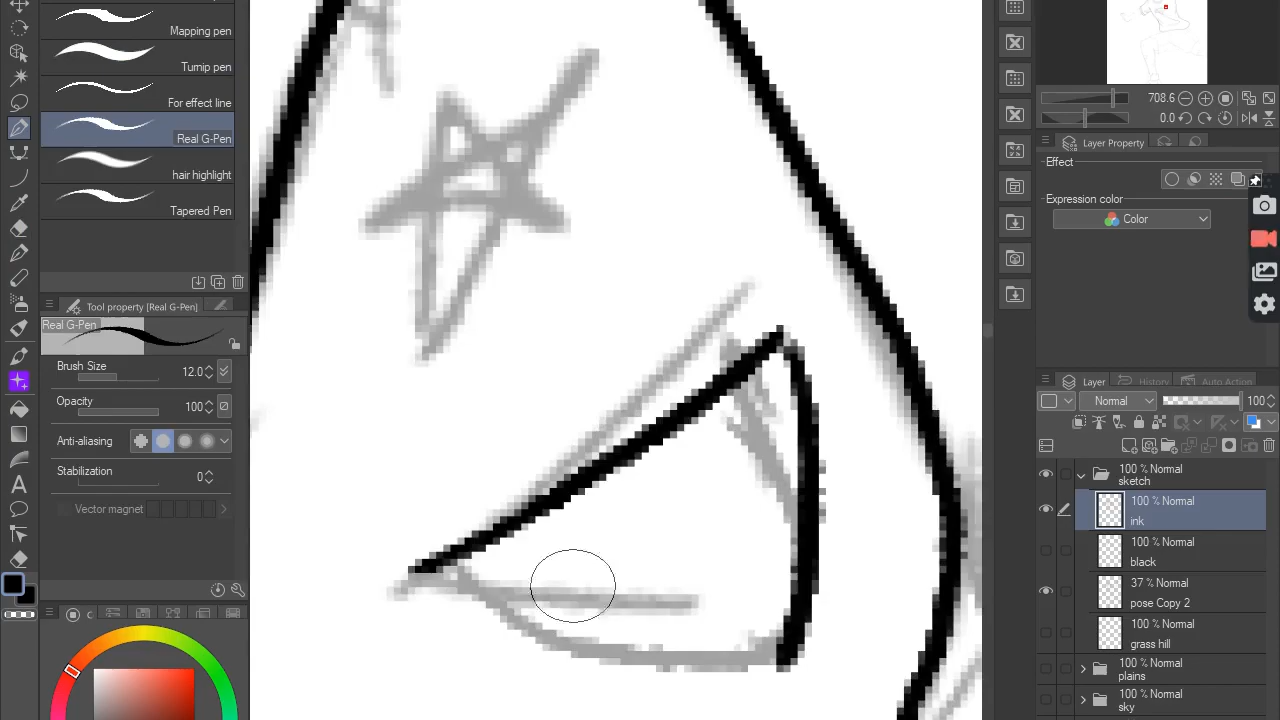 Mapping pen
Turnip pen
For effect line
Real G-Pen
hair highlight
Tapered Pen
Tool property [Real G-Pen]
Real G-Pen
Brush Size
12.0
Opacity
100
Anti-aliasing
Stabilization
0
Vector magnet
c
708.6
0.0
Layer Property
Effect
Expression color
Color
Layer
History
Auto Action
Normal
100
100 % Normal
sketch
100 % Normal
ink
100 % Normal
black
37 % Normal
pose Copy 2
100 % Normal
grass hill
100 % Normal
plains
100 % Normal
sky